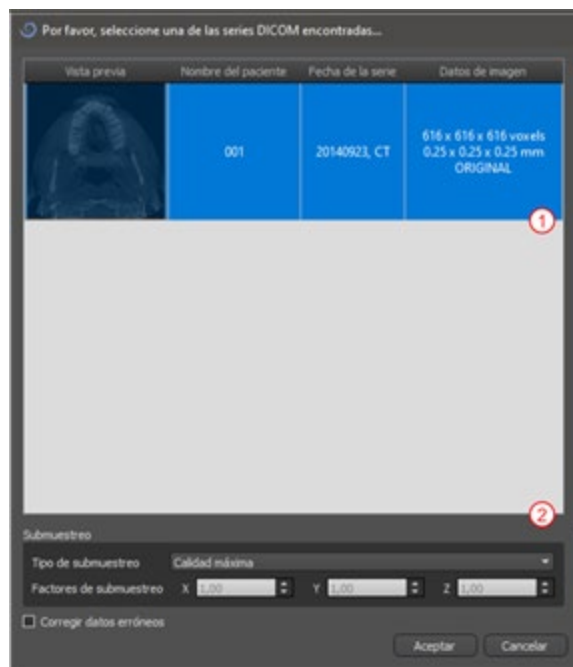 Por favor, seleccione una de las series DICOM encontradas...
Vista previa Nombre del paciente Fecha de la serie Datos de imagen
001 20140923, CT 616 x 616 x 616 voxels
0.25 x 0.25 x 0.25 mm
ORIGINAL
1
2
Submuestreo
Tipo de submuestreo Calidad máxima
Factores de submuestreo X 1,00 Y 1,00 Z 1,00
Corregir datos erróneos
Aceptar Cancelar